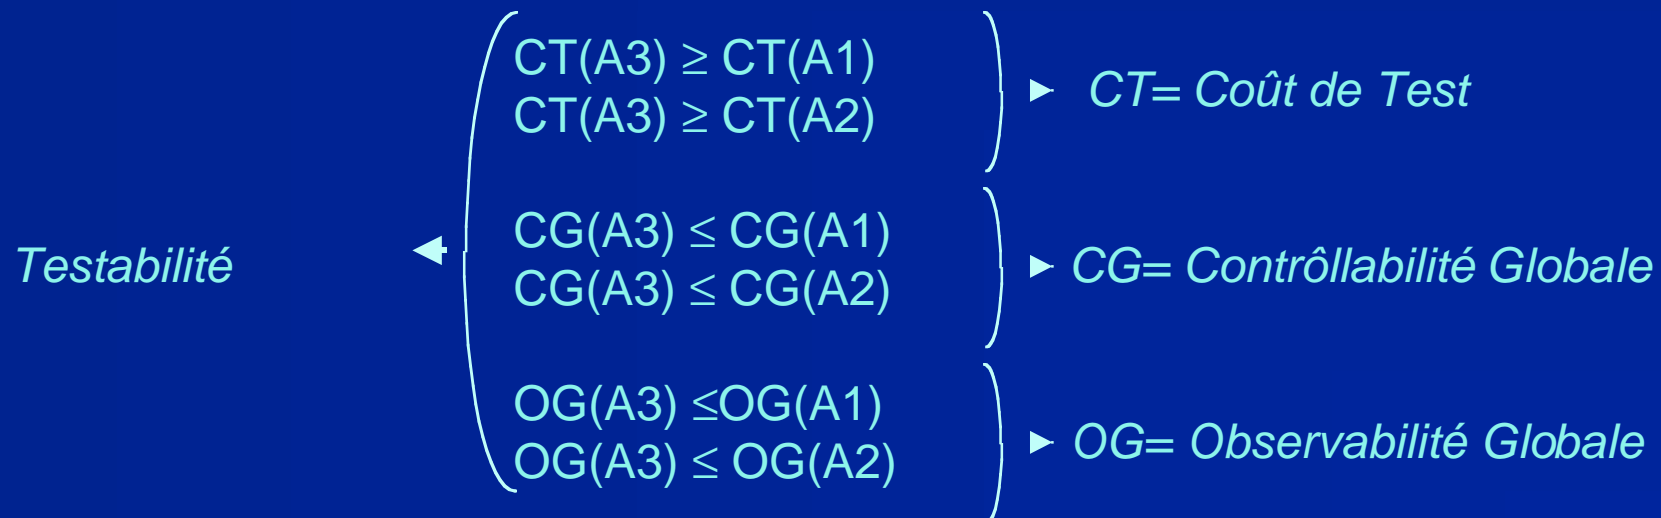 CT(A3) ≥ CT(A1)
CT(A3) ≥ CT(A2)
CT= Coût de Test
Testabilité
CG(A3) ≤ CG(A1)
CG(A3) ≤ CG(A2)
CG= Contrôllabilité Globale
OG(A3) ≤OG(A1)
OG(A3) ≤ OG(A2)
OG= Observabilité Globale